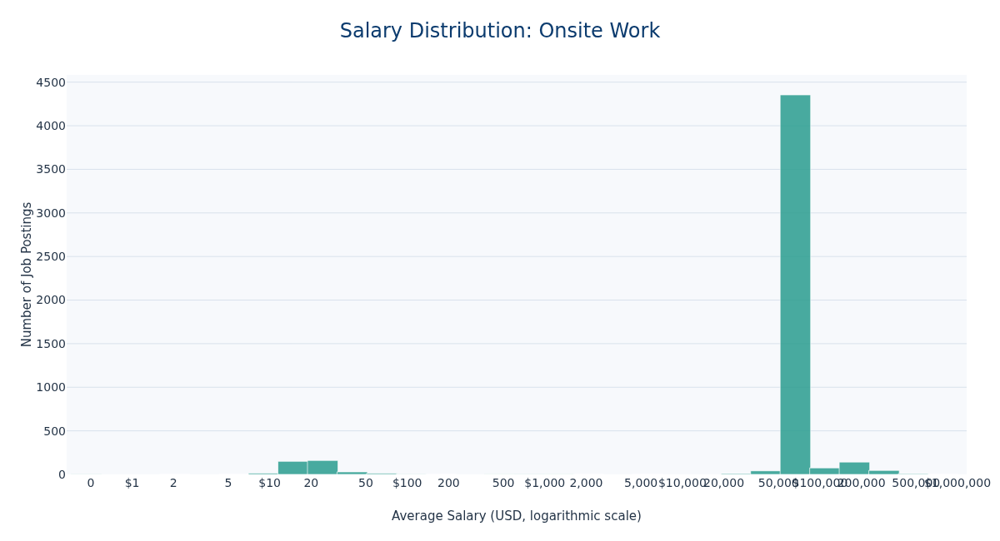 Salary Distribution: Onsite Work
Number of Job Postings
4500
4000
3500
3000
2500
2000
1500
1000
500
0
0 $1 2 5 $10 20 50 $100 200 500 $1,000 2,000 5,000 $10,000 20,000 50,000 $100,000 200,000 500,000 $1,000,000
Average Salary (USD, logarithmic scale)